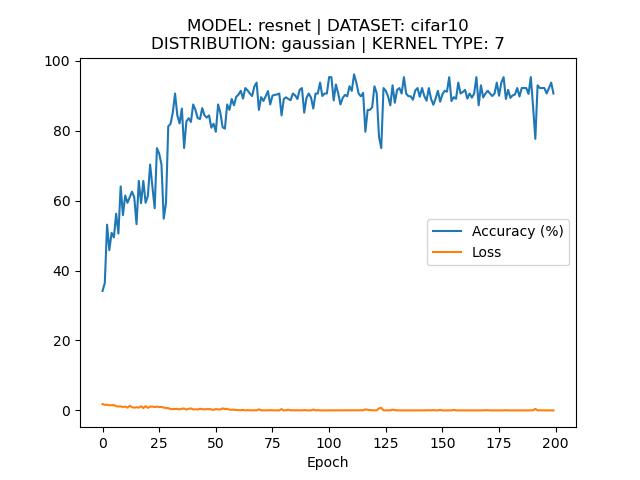 MODEL: resnet | DATASET: cifar10
DISTRIBUTION: gaussian | KERNEL TYPE: 7
100
80
60
40
20
0
Accuracy (%)
Loss
0 25 50 75 100 125 150 175 200
Epoch